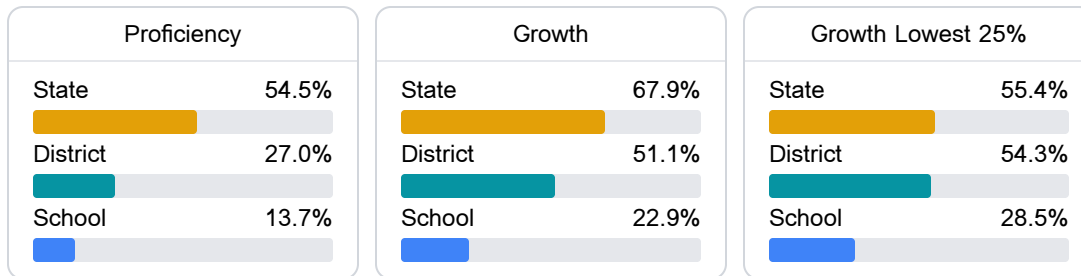 Proficiency
State 54.5%
District 27.0%
School 13.7%
Growth
State 67.9%
District 51.1%
School 22.9%
Growth Lowest 25%
State 55.4%
District 54.3%
School 28.5%